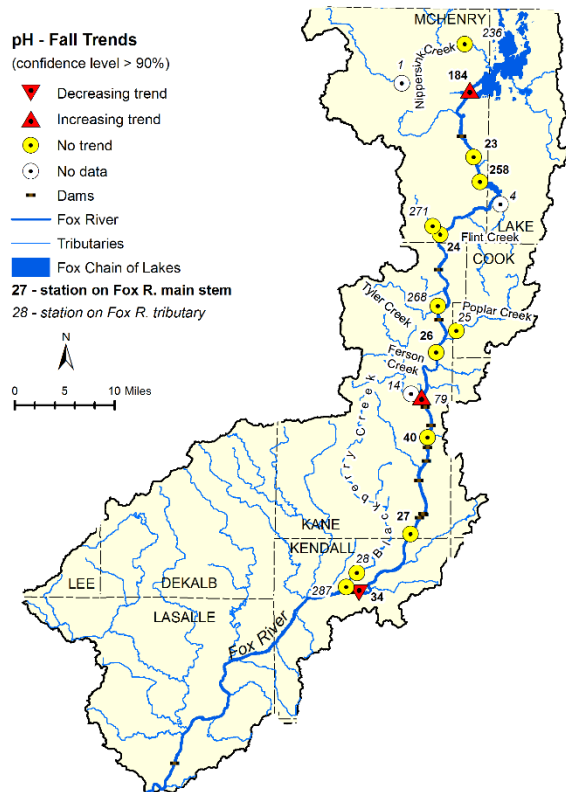 pH - Fall Trends
(confidence level > 90%)
Decreasing trend
Increasing trend
No trend
No data
Dams
Fox River
Tributaries
Fox Chain of Lakes
27 - station on Fox R. main stem
28 - station on Fox R. tributary
N
0 5 10 Miles
MCHENRY
236
Nippersink Creek
1
184
23
258
4
271
LAKE
Flint Creek
24
COOK
268
Tyler Creek
Poplar Creek
25
26
Ferson
Creek
14
79
40
Blackberry Creek
27
KANE
KENDALL
28
287
34
LEE
DEKALB
LASALLE
Fox River